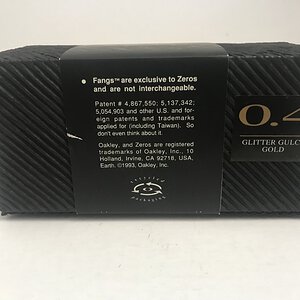 Fangs™ are exclusive to Zeros
and are not interchangeable.
Patent # 4,867,550; 5,137,342;
5,054,903 and other U.S. and for-
eign patents and trademarks
applied for (including Taiwan). So
don't even think about it.
Oakley, and Zeros are registered
trademarks of Oakley, Inc., 10
Holland, Irvine, CA 92718, USA,
Earth. ©1993, Oakley, Inc.
recycled
packaging
0.4
GLITTER GULC
GOLD